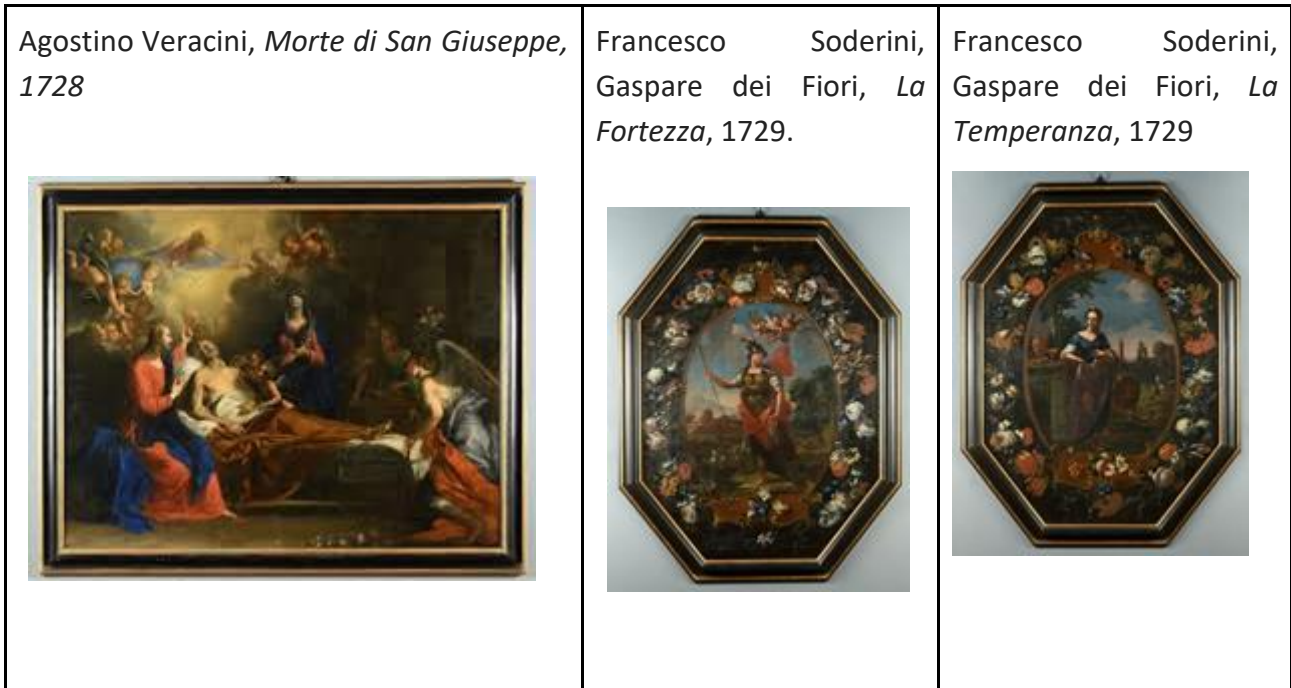 Agostino Veracini, Morte di San Giuseppe,
1728
Francesco Soderini,
Gaspare dei Fiori, La
Fortezza, 1729.
Francesco Soderini,
Gaspare dei Fiori, La
Temperanza, 1729